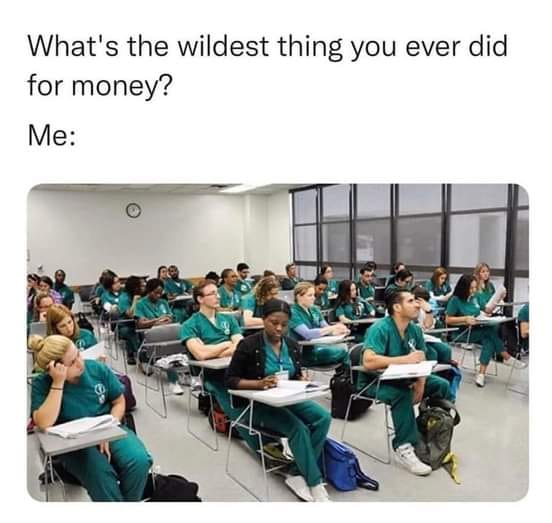 What's the wildest thing you ever did
for money?
Me: